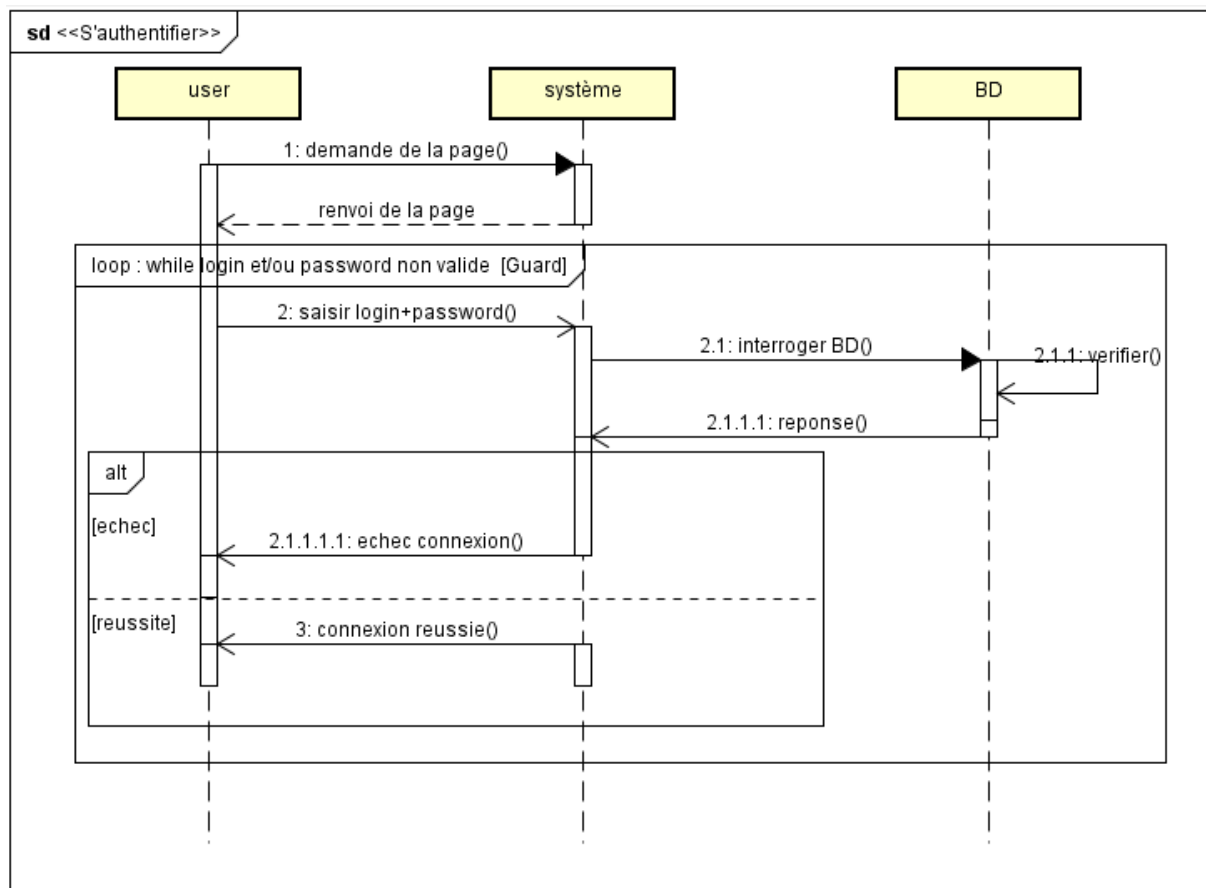 sd <<S'authentifier>>
user
système
BD
1: demande de la page()
renvoi de la page
loop : while login et/ou password non valide [Guard]
2: saisir login+password()
2.1: interroger BD()
2.1.1: verifier()
2.1.1.1: reponse()
alt
[echec]
2.1.1.1.1: echec connexion()
[reussite]
3: connexion reussie()